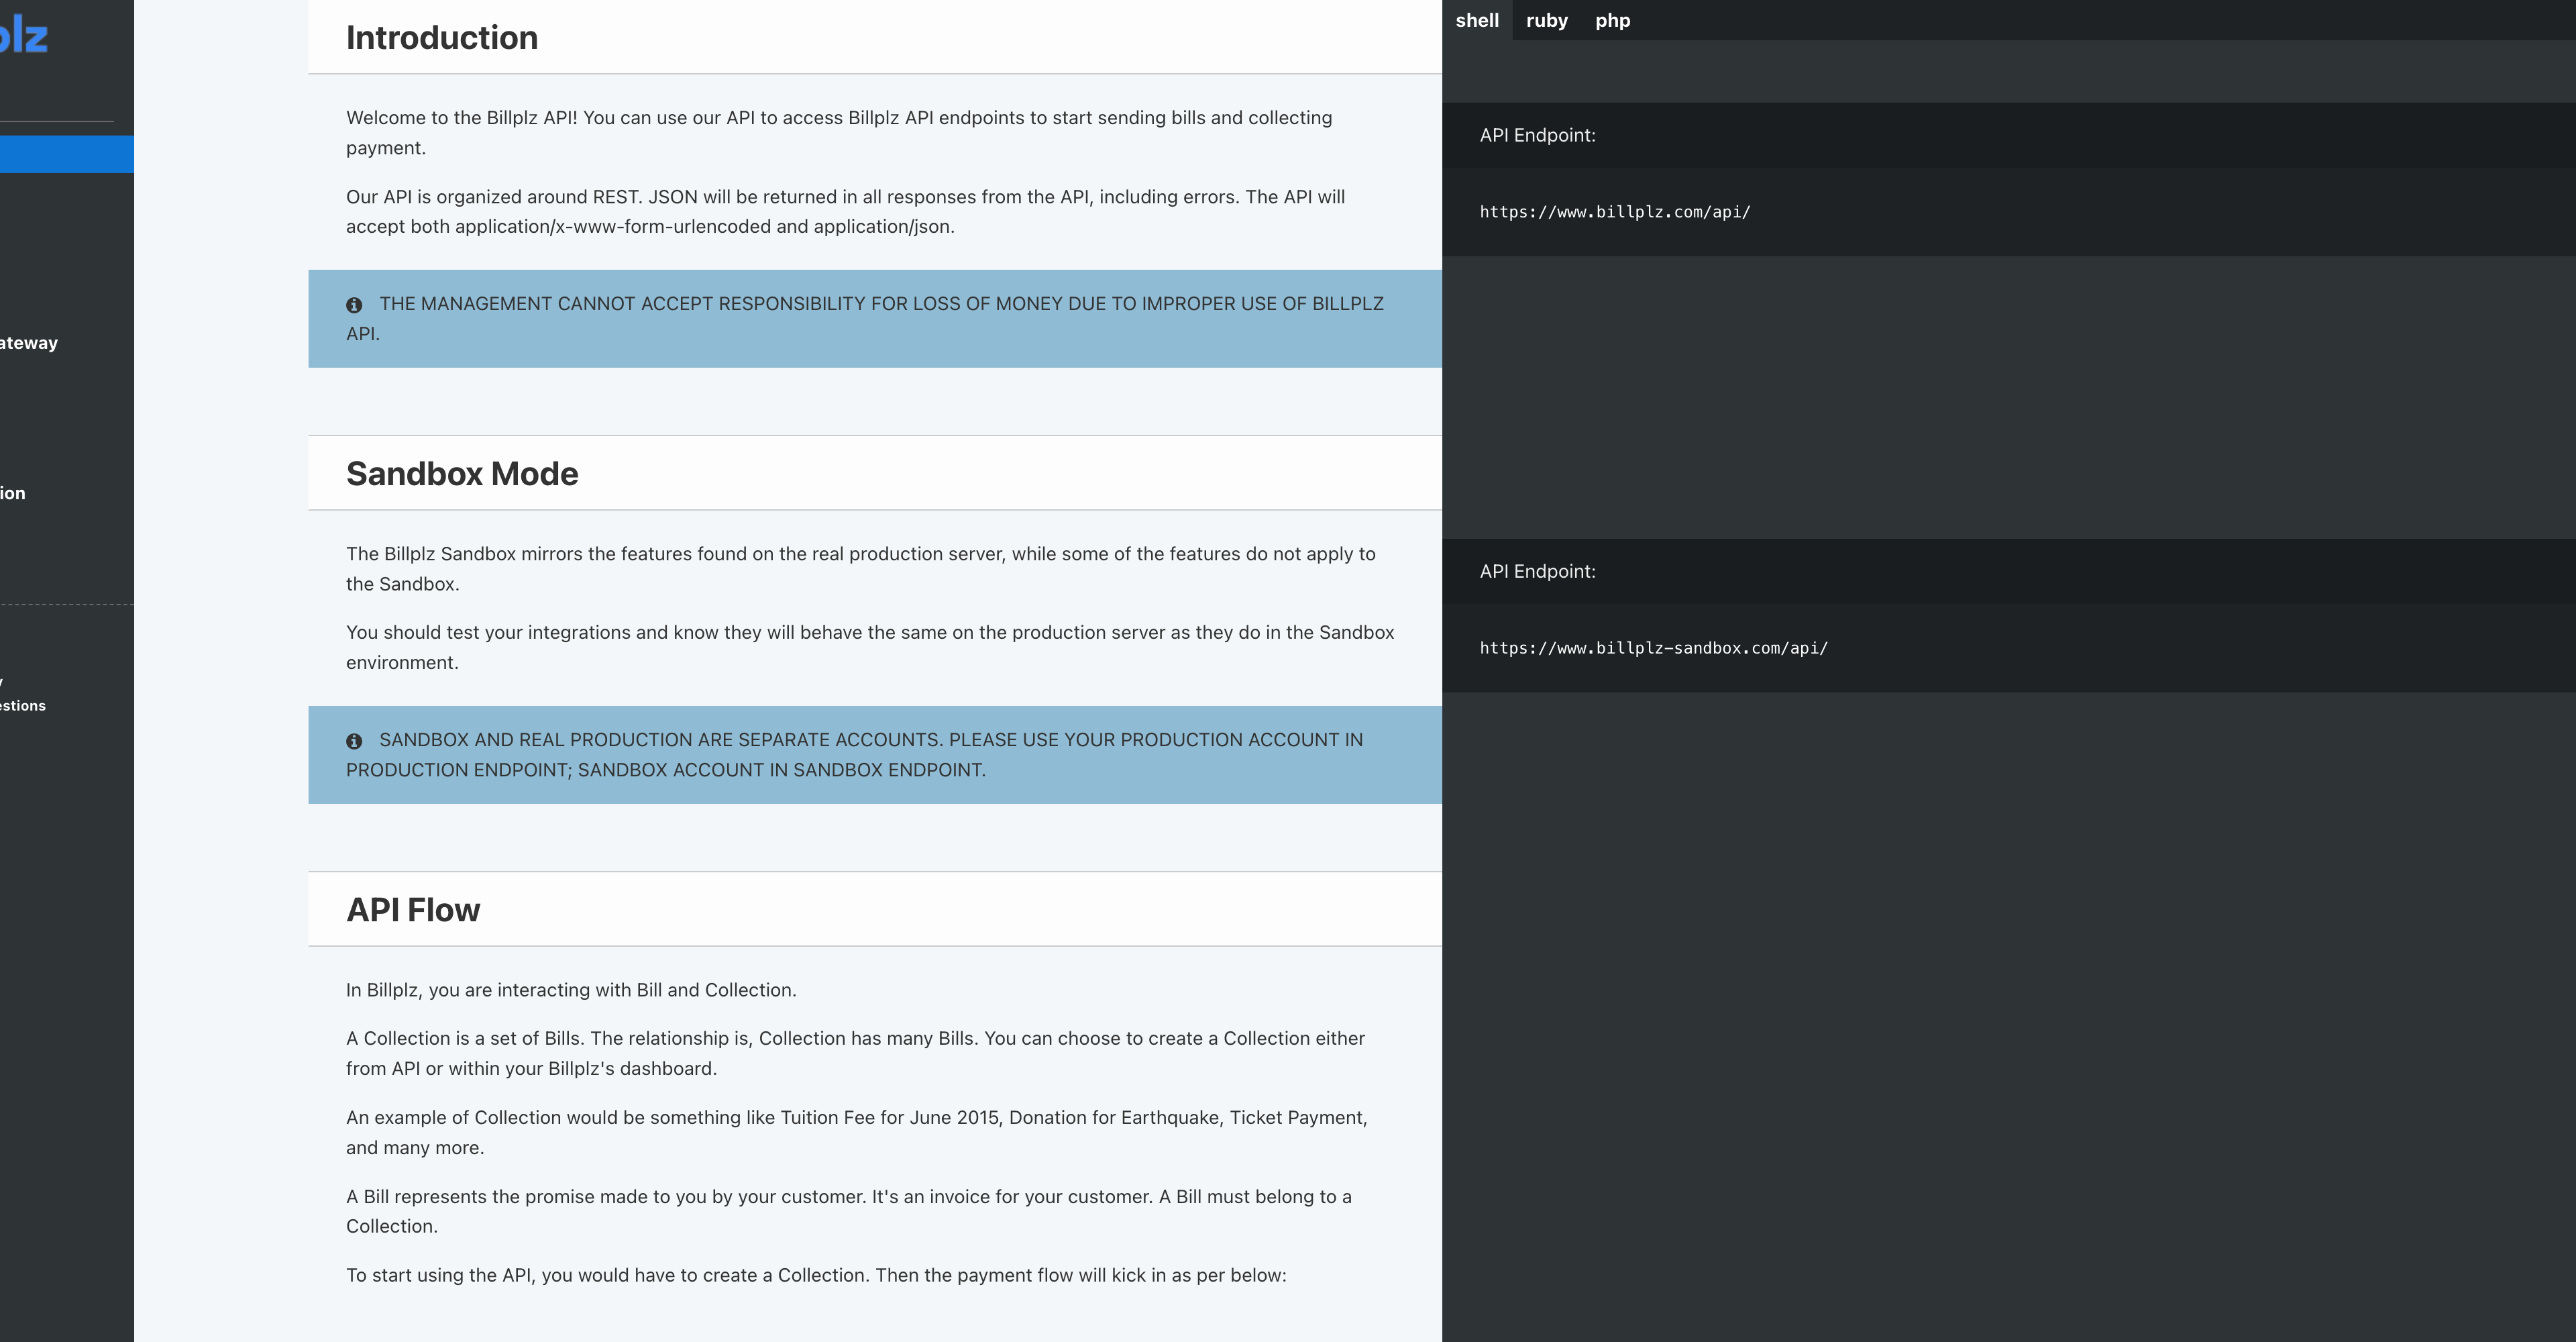 plz
ateway
ion
y
estions
Introduction
Welcome to the Billplz API! You can use our API to access Billplz API endpoints to start sending bills and collecting
payment.
Our API is organized around REST. JSON will be returned in all responses from the API, including errors. The API will
accept both application/x-www-form-urlencoded and application/json.
THE MANAGEMENT CANNOT ACCEPT RESPONSIBILITY FOR LOSS OF MONEY DUE TO IMPROPER USE OF BILLPLZ
API.
Sandbox Mode
The Billplz Sandbox mirrors the features found on the real production server, while some of the features do not apply to
the Sandbox.
You should test your integrations and know they will behave the same on the production server as they do in the Sandbox
environment.
SANDBOX AND REAL PRODUCTION ARE SEPARATE ACCOUNTS. PLEASE USE YOUR PRODUCTION ACCOUNT IN
PRODUCTION ENDPOINT; SANDBOX ACCOUNT IN SANDBOX ENDPOINT.
API Flow
In Billplz, you are interacting with Bill and Collection.
A Collection is a set of Bills. The relationship is, Collection has many Bills. You can choose to create a Collection either
from API or within your Billplz's dashboard.
An example of Collection would be something like Tuition Fee for June 2015, Donation for Earthquake, Ticket Payment,
and many more.
A Bill represents the promise made to you by your customer. It's an invoice for your customer. A Bill must belong to a
Collection.
To start using the API, you would have to create a Collection. Then the payment flow will kick in as per below:
shell ruby php
API Endpoint:
https://www.billplz.com/api/
API Endpoint:
https://www.billplz-sandbox.com/api/